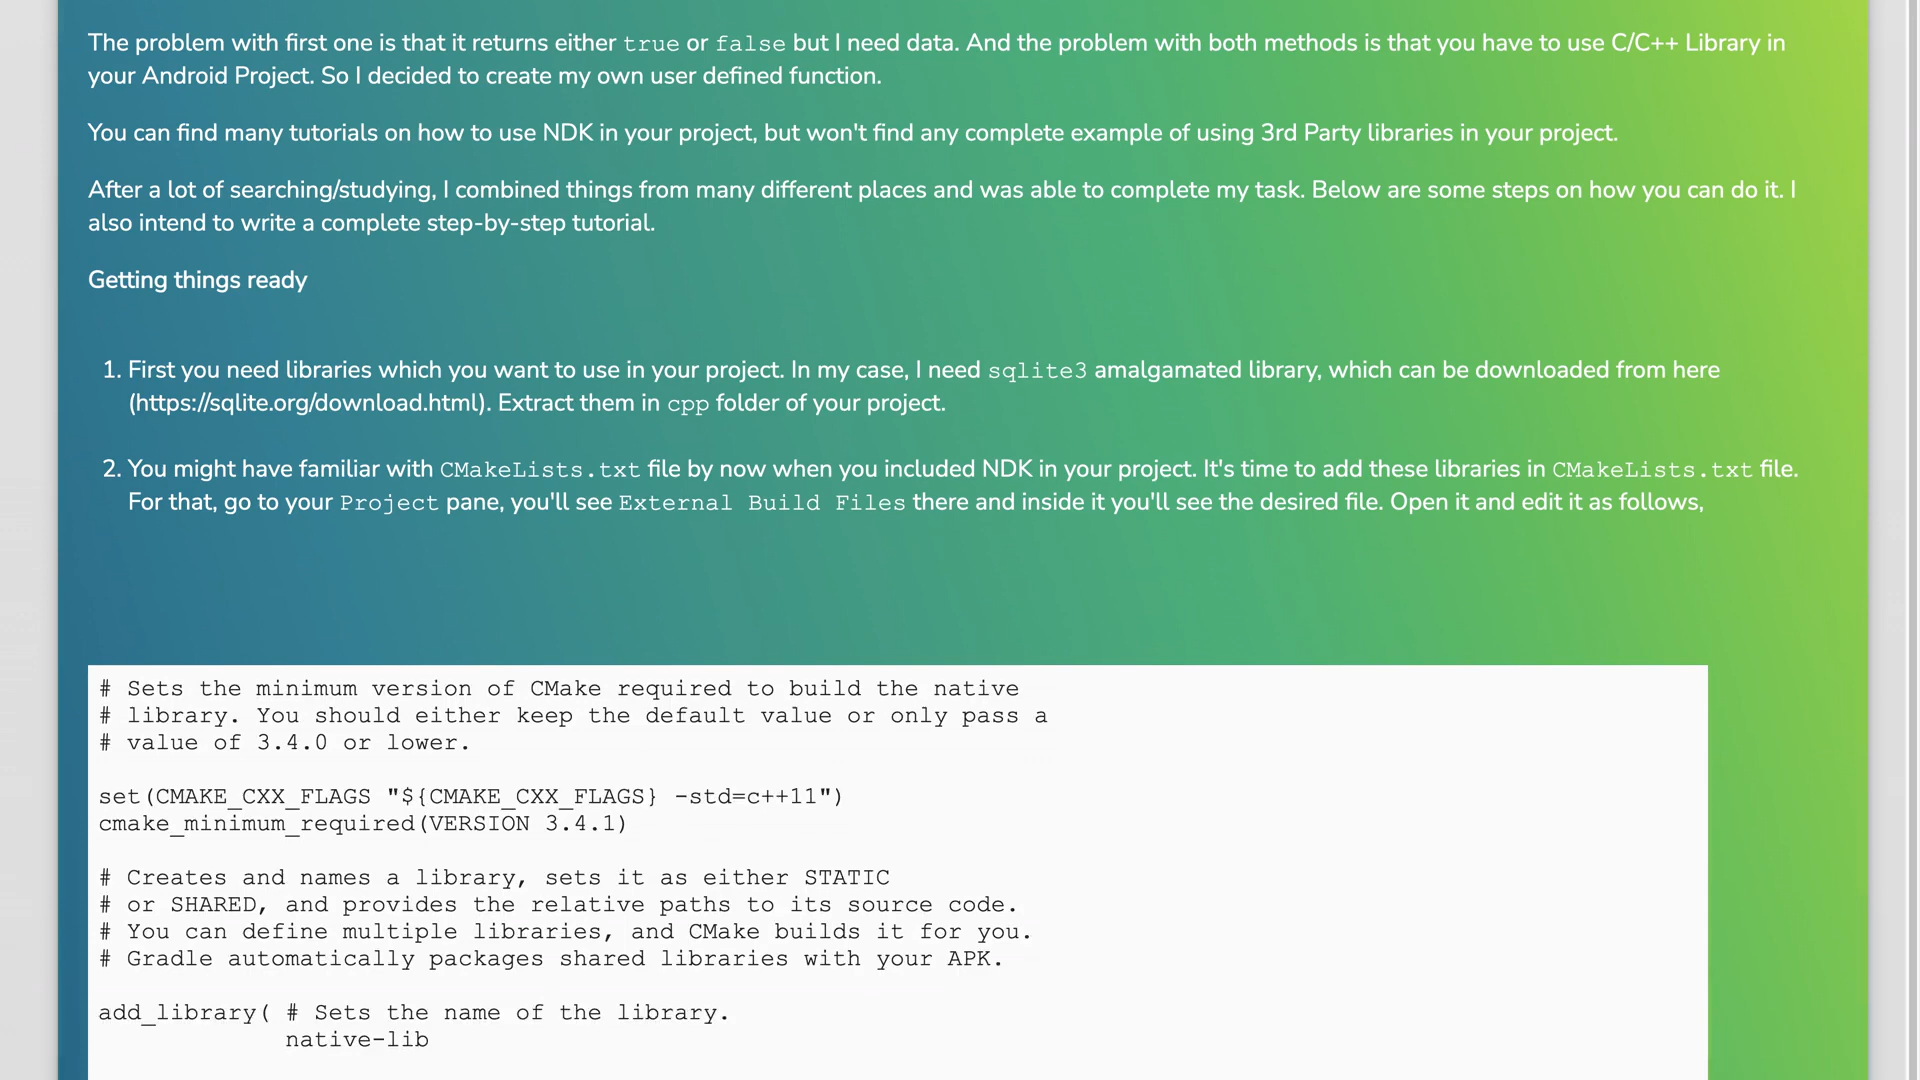 The problem with first one is that it returns either true or false but I need data. And the problem with both methods is that you have to use C/C++ Library in
your Android Project. So I decided to create my own user defined function.
You can find many tutorials on how to use NDK in your project, but won't find any complete example of using 3rd Party libraries in your project.
After a lot of searching/studying, I combined things from many different places and was able to complete my task. Below are some steps on how you can do it. I
also intend to write a complete step-by-step tutorial.
Getting things ready
1. First you need libraries which you want to use in your project. In my case, I need sqlite3 amalgamated library, which can be downloaded from here
(https://sqlite.org/download.html). Extract them in cpp folder of your project.
2. You might have familiar with CMakeLists.txt file by now when you included NDK in your project. It's time to add these libraries in CMakeLists.txt file.
For that, go to your Project pane, you'll see External Build Files there and inside it you'll see the desired file. Open it and edit it as follows,
# Sets the minimum version of CMake required to build the native
# library. You should either keep the default value or only pass a
# value of 3.4.0 or lower.
set(CMAKE_CXX_FLAGS "${CMAKE_CXX_FLAGS} -std=c++11")
cmake_minimum_required(VERSION 3.4.1)
# Creates and names a library, sets it as either STATIC
# or SHARED, and provides the relative paths to its source code.
# You can define multiple libraries, and CMake builds it for you.
# Gradle automatically packages shared libraries with your APK.
add_library( # Sets the name of the library.
native-lib